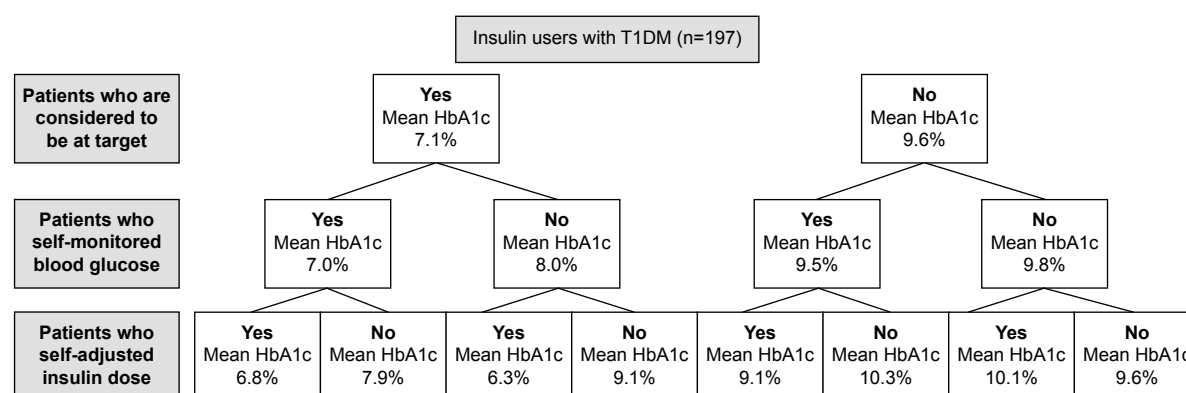 Insulin users with T1DM (n=197)
Patients who are
considered to
be at target
Yes
Mean HbA1c
7.1%
No
Mean HbA1c
9.6%
Patients who
self-monitored
blood glucose
Yes
Mean HbA1c
7.0%
No
Mean HbA1c
8.0%
Yes
Mean HbA1c
9.5%
No
Mean HbA1c
9.8%
Patients who
self-adjusted
insulin dose
Yes
Mean HbA1c
6.8%
No
Mean HbA1c
7.9%
Yes
Mean HbA1c
6.3%
No
Mean HbA1c
9.1%
Yes
Mean HbA1c
9.1%
No
Mean HbA1c
10.3%
Yes
Mean HbA1c
10.1%
No
Mean HbA1c
9.6%